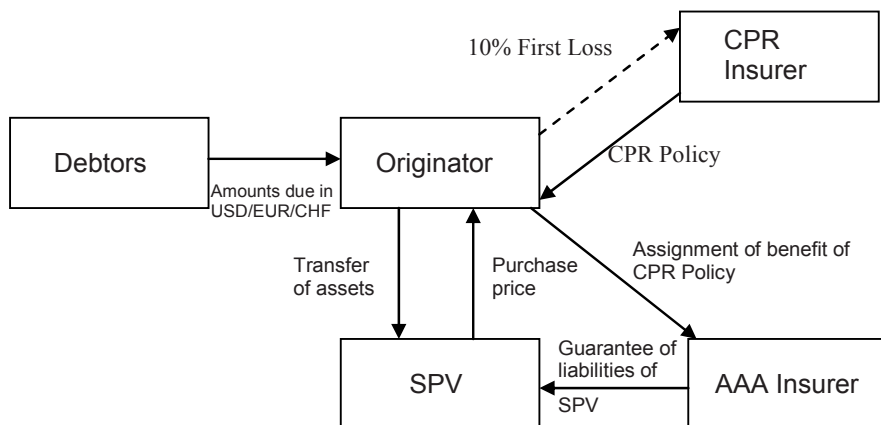 10% First Loss
CPR
Insurer
Debtors
Originator
CPR Policy
Amounts due in
USD/EUR/CHF
Transfer
of assets
Purchase
price
Assignment of benefit of
CPR Policy
SPV
Guarantee of
liabilities of
SPV
AAA Insurer